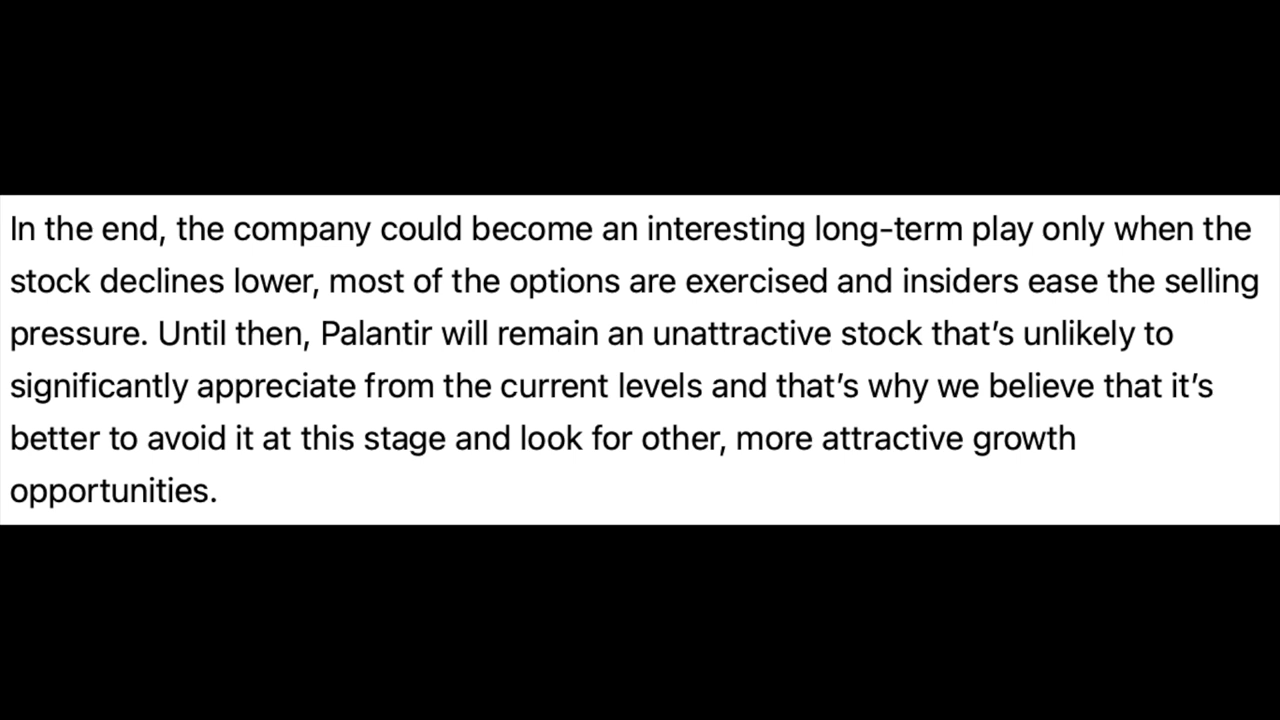 In the end, the company could become an interesting long-term play only when the
stock declines lower, most of the options are exercised and insiders ease the selling
pressure. Until then, Palantir will remain an unattractive stock that’s unlikely to
significantly appreciate from the current levels and that’s why we believe that it’s
better to avoid it at this stage and look for other, more attractive growth
opportunities.